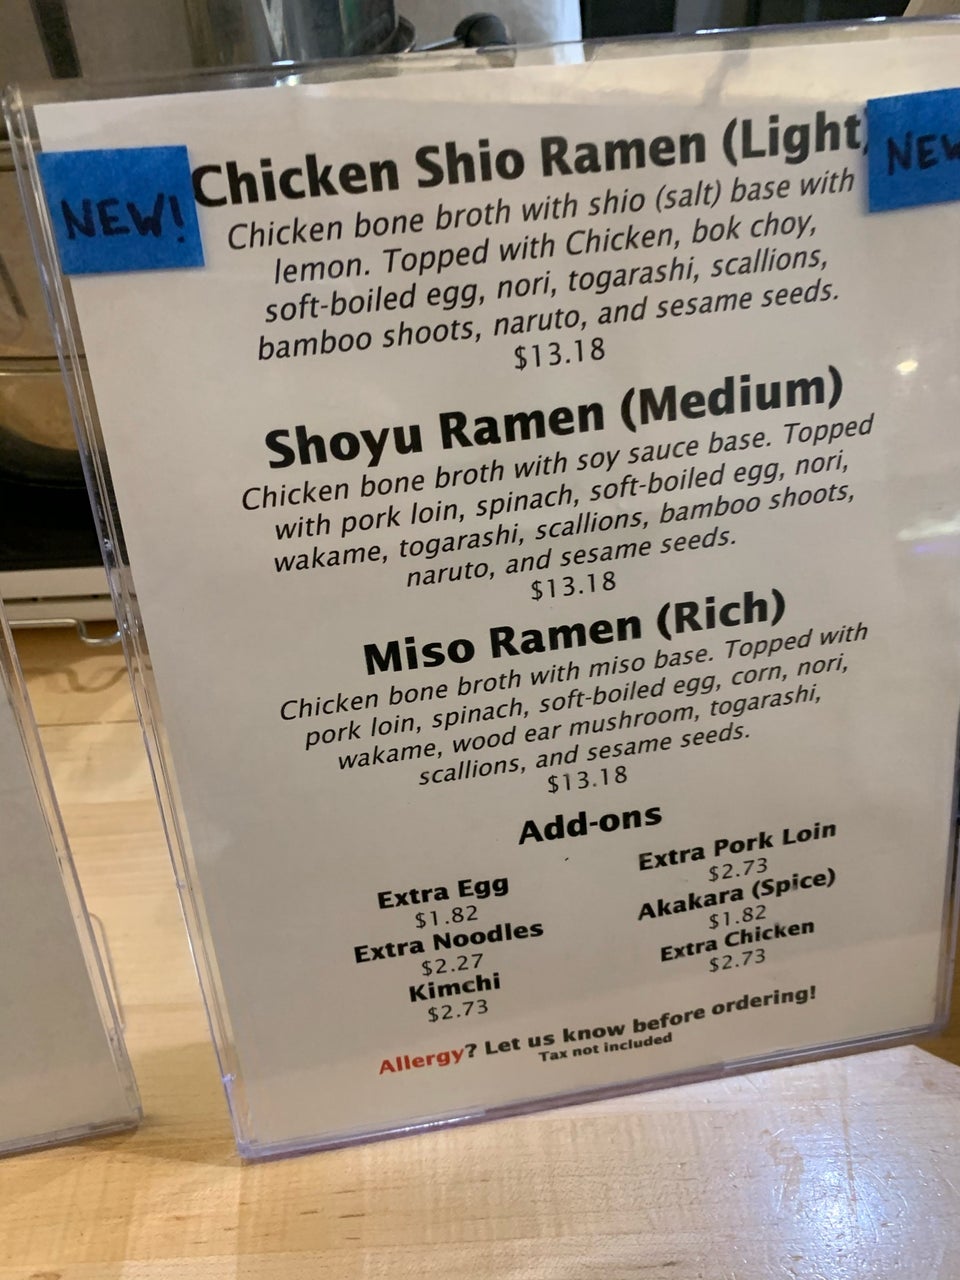 NEW!
Chicken Shio Ramen (Light
Chicken bone broth with shio (salt) base with
lemon. Topped with Chicken, bok choy,
soft-boiled egg, nori, togarashi, scallions,
bamboo shoots, naruto, and sesame seeds.
$13.18
NEW
Shoyu Ramen (Medium)
Chicken bone broth with soy sauce base. Topped
with pork loin, spinach, soft-boiled egg, nori,
wakame, togarashi, scallions, bamboo shoots,
naruto, and sesame seeds.
$13.18
Miso Ramen (Rich)
Chicken bone broth with miso base. Topped with
pork loin, spinach, soft-boiled egg, corn, nori,
wakame, wood ear mushroom, togarashi,
scallions, and sesame seeds.
$13.18
Add-ons
Extra Egg
$1.82
Extra Noodles
$2.27
Kimchi
$2.73
Extra Pork Loin
$2.73
Akakara (Spice)
$1.82
Extra Chicken
$2.73
Allergy? Let us know before ordering!
Tax not included